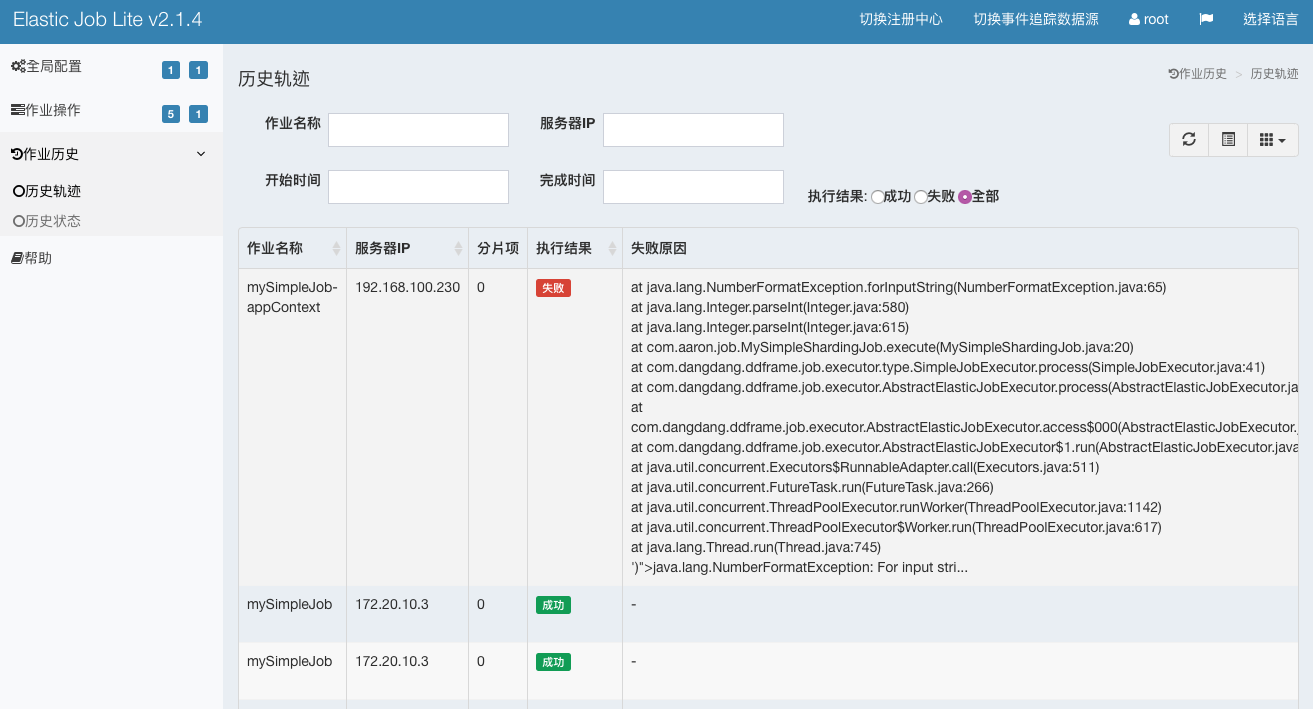 Elastic Job Lite v2.1.4
切换注册中心 切换事件追踪数据源 root 选择语言
全局配置 1 1
作业操作 5 1
作业历史
历史轨迹
历史状态
帮助
历史轨迹
作业历史 > 历史轨迹
作业名称 服务器IP
开始时间 完成时间 执行结果: 成功 失败 全部
作业名称 服务器IP 分片项 执行结果 失败原因
mySimpleJob-
appContext
192.168.100.230 0 失败
at java.lang.NumberFormatException.forInputString(NumberFormatException.java:65)
at java.lang.Integer.parseInt(Integer.java:580)
at java.lang.Integer.parseInt(Integer.java:615)
at com.aaron.job.MySimpleShardingJob.execute(MySimpleShardingJob.java:20)
at com.dangdang.ddframe.job.executor.type.SimpleJobExecutor.process(SimpleJobExecutor.java:41)
at com.dangdang.ddframe.job.executor.AbstractElasticJobExecutor.process(AbstractElasticJobExecutor.ja
at
com.dangdang.ddframe.job.executor.AbstractElasticJobExecutor.access$000(AbstractElasticJobExecutor.
at com.dangdang.ddframe.job.executor.AbstractElasticJobExecutor$1.run(AbstractElasticJobExecutor.java
at java.util.concurrent.Executors$RunnableAdapter.call(Executors.java:511)
at java.util.concurrent.FutureTask.run(FutureTask.java:266)
at java.util.concurrent.ThreadPoolExecutor.runWorker(ThreadPoolExecutor.java:1142)
at java.util.concurrent.ThreadPoolExecutor$Worker.run(ThreadPoolExecutor.java:617)
at java.lang.Thread.run(Thread.java:745)
')">java.lang.NumberFormatException: For input stri...
mySimpleJob 172.20.10.3 0 成功 -
mySimpleJob 172.20.10.3 0 成功 -